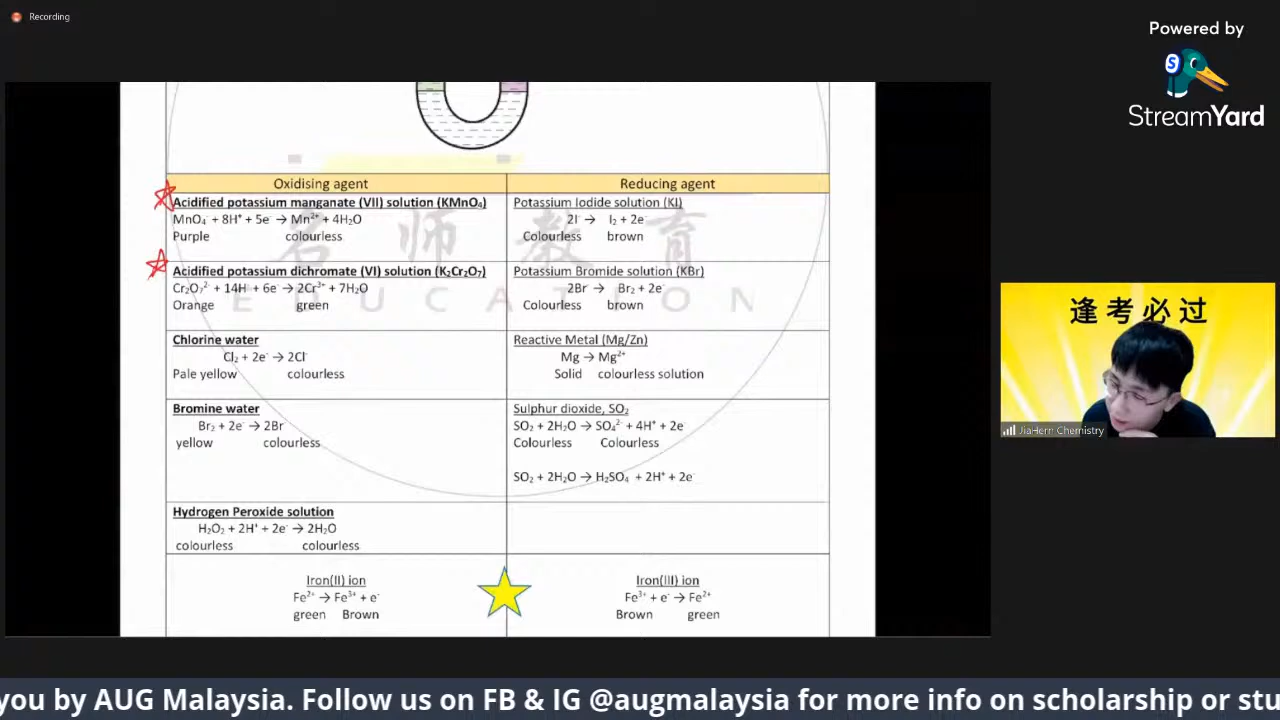 Recording
Powered by
S
StreamYard
Oxidising agent
Reducing agent
Acidified potassium manganate (VII) solution (KMnO₄)
MnO₄⁻ + 8H⁺ + 5e⁻ → Mn²⁺ + 4H₂O
Purple colourless
Potassium Iodide solution (KI)
2I⁻ → I₂ + 2e⁻
Colourless brown
Acidified potassium dichromate (VI) solution (K₂Cr₂O₇)
Cr₂O₇²⁻ + 14H⁺ + 6e⁻ → 2Cr³⁺ + 7H₂O
Orange green
Potassium Bromide solution (KBr)
2Br⁻ → Br₂ + 2e⁻
Colourless brown
Chlorine water
Cl₂ + 2e⁻ → 2Cl⁻
Pale yellow colourless
Reactive Metal (Mg/Zn)
Mg → Mg²⁺
Solid colourless solution
Bromine water
Br₂ + 2e⁻ → 2Br⁻
yellow colourless
Sulphur dioxide, SO₂
SO₂ + 2H₂O → SO₄²⁻ + 4H⁺ + 2e
Colourless Colourless
SO₂ + 2H₂O → H₂SO₄ + 2H⁺ + 2e⁻
Hydrogen Peroxide solution
H₂O₂ + 2H⁺ + 2e⁻ → 2H₂O
colourless colourless
Iron(II) ion
Fe²⁺ → Fe³⁺ + e⁻
green Brown
Iron(III) ion
Fe³⁺ + e⁻ → Fe²⁺
Brown green
名师教育
EDUCATION
逢考必过
JiaHern Chemistry
you by AUG Malaysia. Follow us on FB & IG @augmalaysia for more info on scholarship or stu